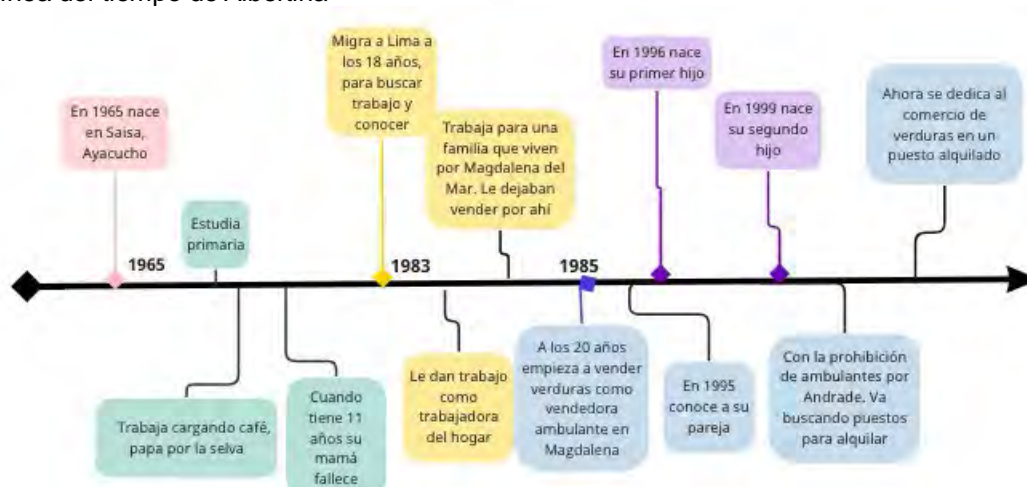 línea del tiempo de Albertina
Migra a Lima a
los 18 años,
para buscar
trabajo y
conocer
En 1996 nace
su primer hijo
En 1965 nace
en Saisa,
Ayacucho
Trabaja para una
familia que viven
por Magdalena del
Mar. Le dejaban
vender por ahí
En 1999 nace
su segundo
hijo
Ahora se dedica al
comercio de
verduras en un
puesto alquilado
Estudia
primaria
1965
1983
1985
Trabaja cargando café,
papa por la selva
Cuando
tiene 11
años su
mamá
fallece
Le dan trabajo
como
trabajadora
del hogar
A los 20 años
empieza a vender
verduras como
vendedora
ambulante en
Magdalena
En 1995
conoce a su
pareja
Con la prohibición
de ambulantes por
Andrade. Va
buscando puestos
para alquilar